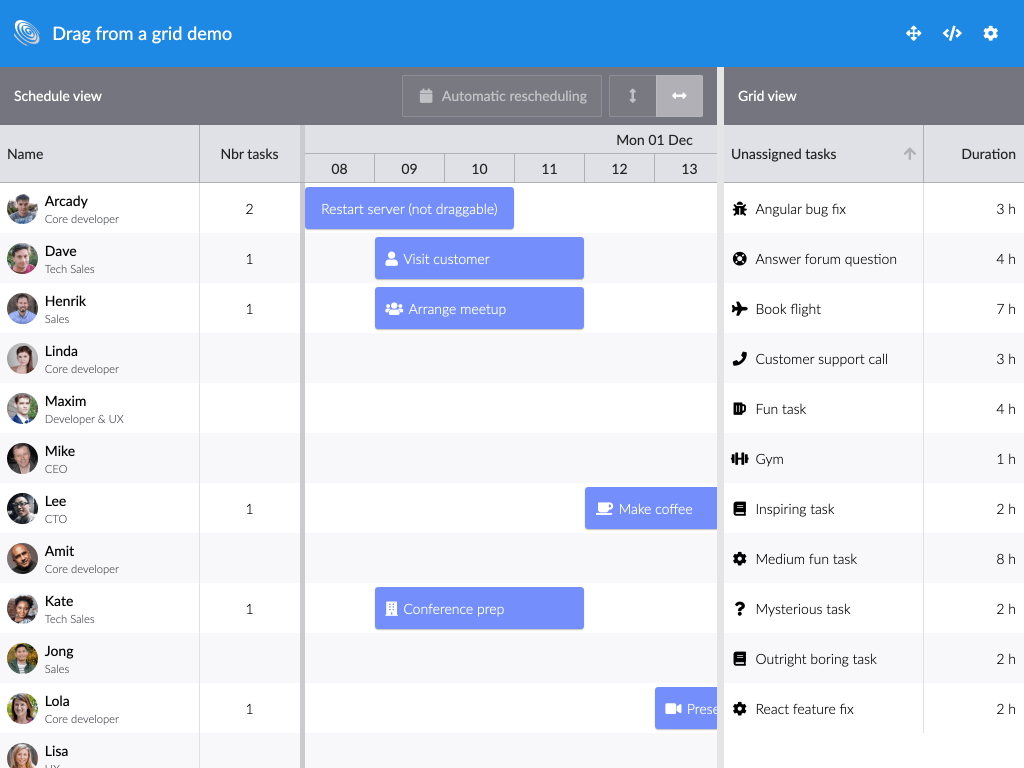 Drag from a grid demo
Schedule view
Automatic rescheduling
Grid view
Name
Nbr tasks
Mon 01 Dec
08 09 10 11 12 13
Unassigned tasks
Duration
Arcady
Core developer
2
Restart server (not draggable)
Dave
Tech Sales
1
Visit customer
Henrik
Sales
1
Arrange meetup
Linda
Core developer
Maxim
Developer & UX
Mike
CEO
Lee
CTO
1
Make coffee
Amit
Core developer
Kate
Tech Sales
1
Conference prep
Jong
Sales
Lola
Core developer
1
Prese
Lisa
Angular bug fix 3 h
Answer forum question 4 h
Book flight 7 h
Customer support call 3 h
Fun task 4 h
Gym 1 h
Inspiring task 2 h
Medium fun task 8 h
Mysterious task 2 h
Outright boring task 2 h
React feature fix 2 h